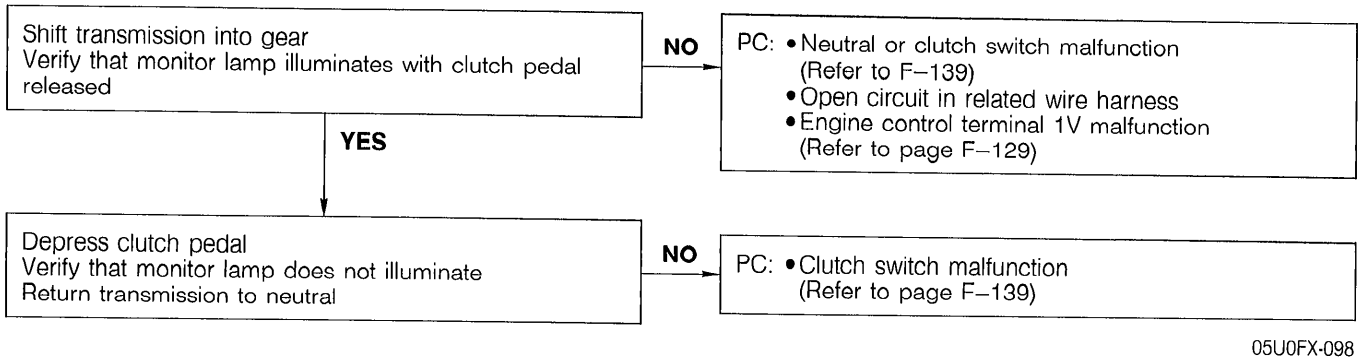 Shift transmission into gear
Verify that monitor lamp illuminates with clutch pedal
released
NO
PC: • Neutral or clutch switch malfunction
(Refer to F–139)
• Open circuit in related wire harness
• Engine control terminal 1V malfunction
(Refer to page F–129)
YES
Depress clutch pedal
Verify that monitor lamp does not illuminate
Return transmission to neutral
NO
PC: • Clutch switch malfunction
(Refer to page F–139)
05U0FX-098